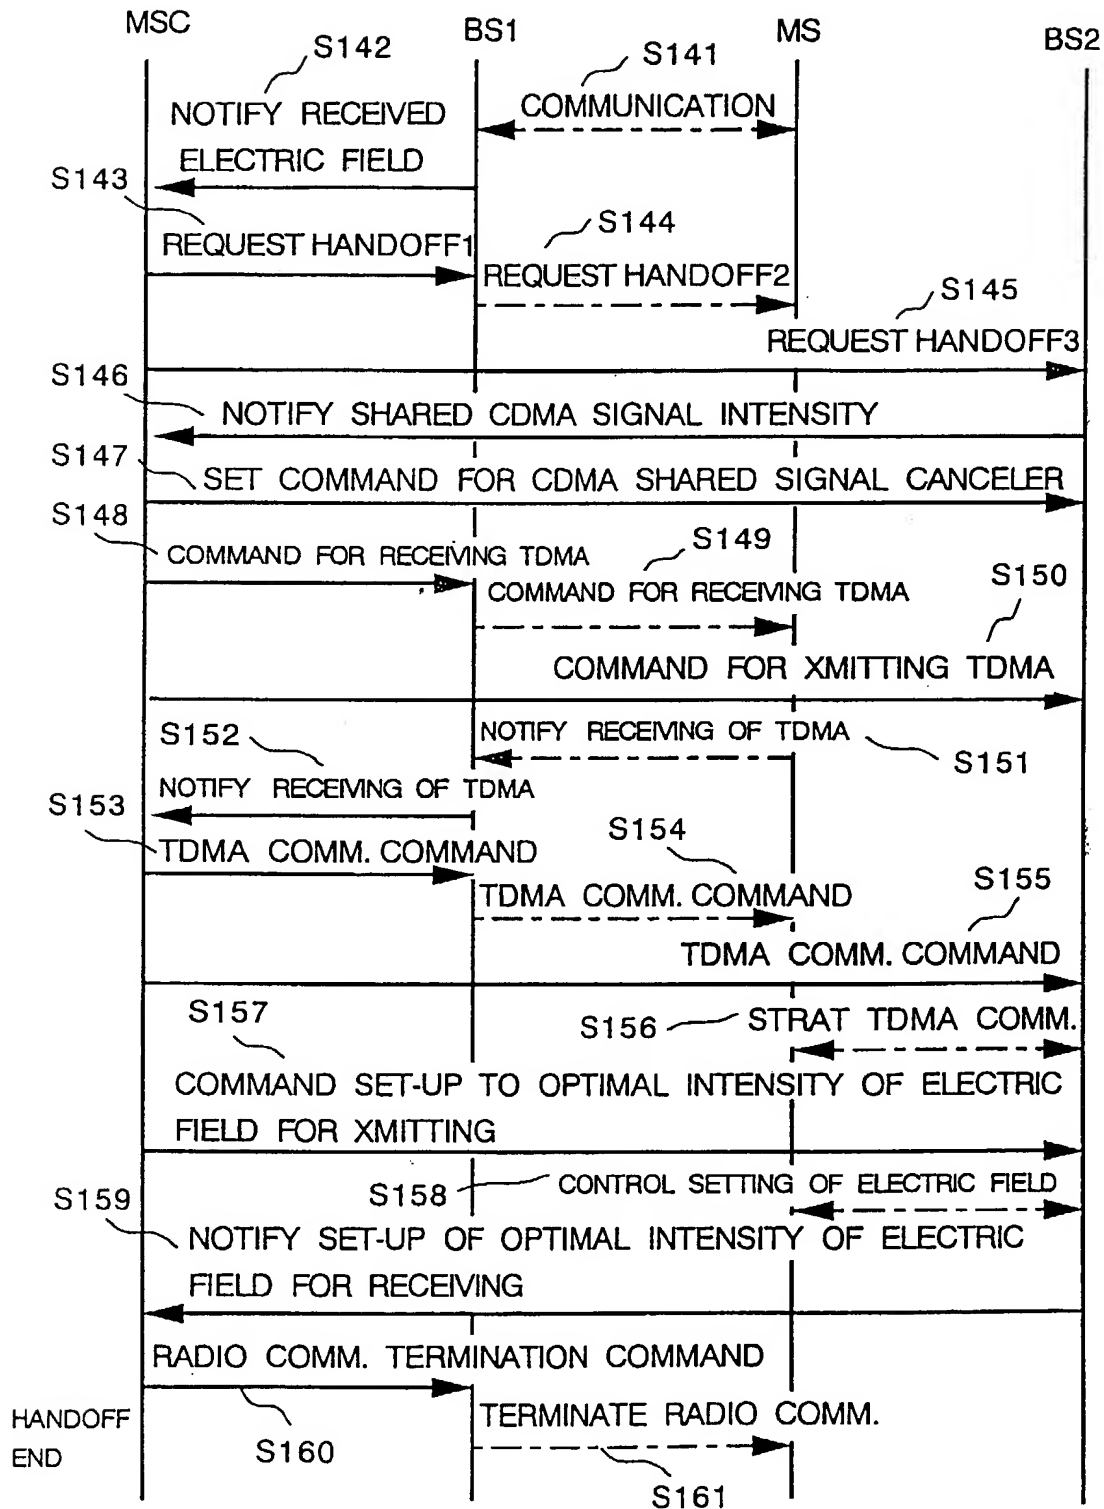 MSC
BS1
MS
BS2
S142
S141
NOTIFY RECEIVED
COMMUNICATION
ELECTRIC FIELD
S143
S144
REQUEST HANDOFF1
REQUEST HANDOFF2
S145
REQUEST HANDOFF3
S146
NOTIFY SHARED CDMA SIGNAL INTENSITY
S147
SET COMMAND FOR CDMA SHARED SIGNAL CANCELER
S148
S149
COMMAND FOR RECEIVING TDMA
COMMAND FOR RECEIVING TDMA
S150
COMMAND FOR XMITTING TDMA
S152
NOTIFY RECEIVING OF TDMA
S151
NOTIFY RECEIVING OF TDMA
S153
S154
TDMA COMM. COMMAND
TDMA COMM. COMMAND
S155
TDMA COMM. COMMAND
S157
S156
STRAT TDMA COMM.
COMMAND SET-UP TO OPTIMAL INTENSITY OF ELECTRIC
FIELD FOR XMITTING
S159
S158
CONTROL SETTING OF ELECTRIC FIELD
NOTIFY SET-UP OF OPTIMAL INTENSITY OF ELECTRIC
FIELD FOR RECEIVING
RADIO COMM. TERMINATION COMMAND
HANDOFF
END
TERMINATE RADIO COMM.
S160
S161